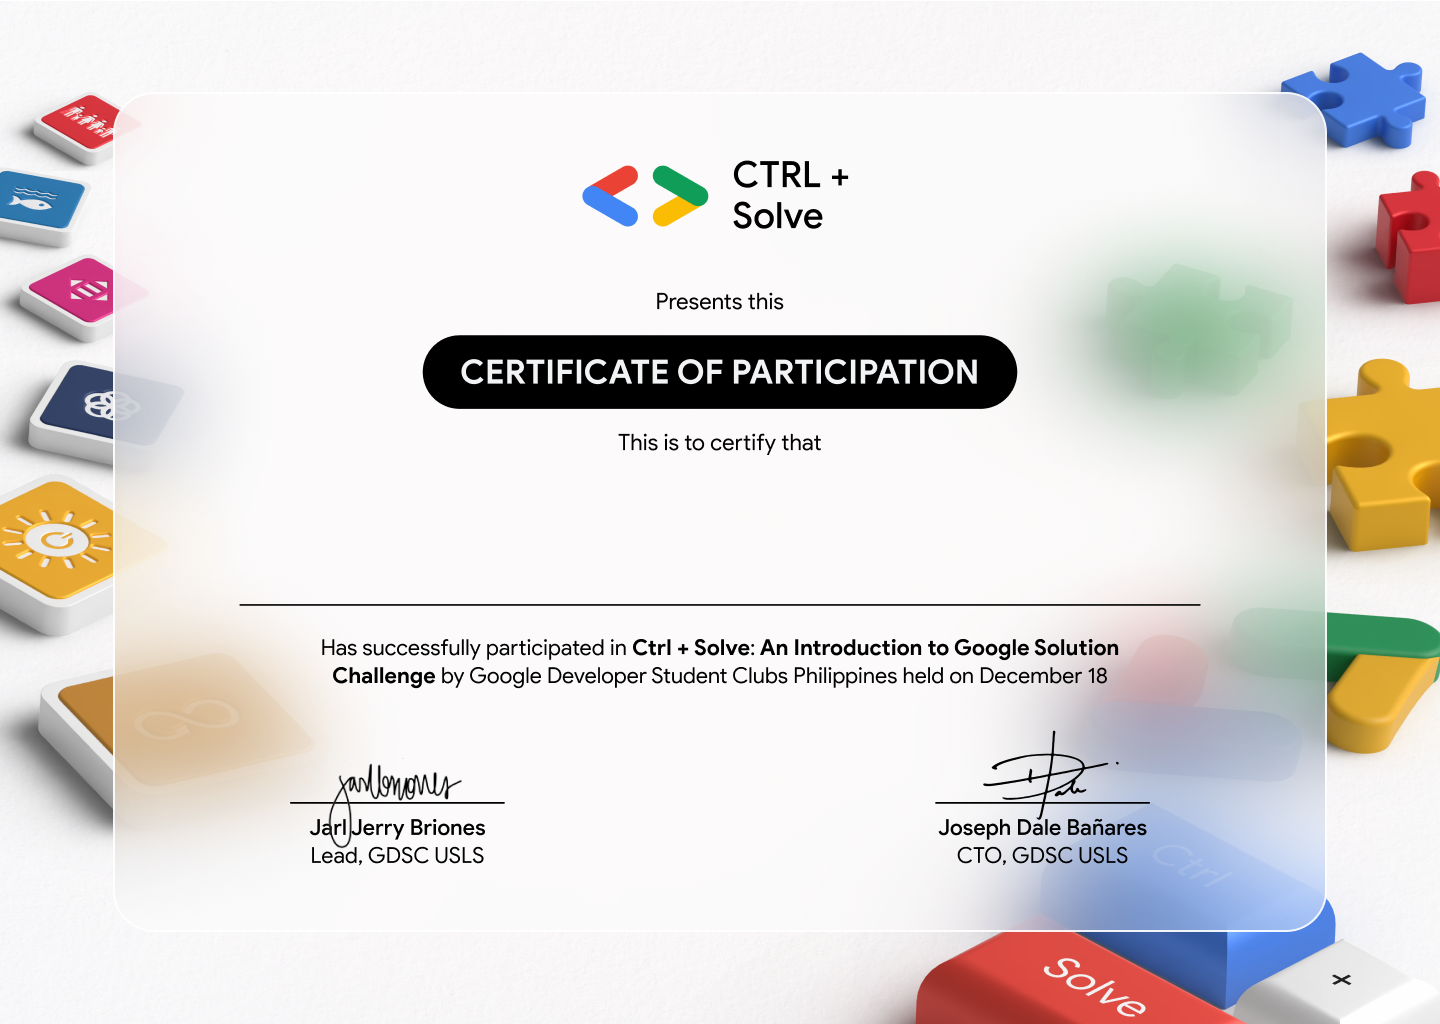 CTRL +
Solve
Presents this
CERTIFICATE OF PARTICIPATION
This is to certify that
Has successfully participated in Ctrl + Solve: An Introduction to Google Solution
Challenge by Google Developer Student Clubs Philippines held on December 18
Jarl Jerry Briones
Lead, GDSC USLS
Dale
Joseph Dale Bañares
CTO, GDSC USLS
Ctrl
Solve
+